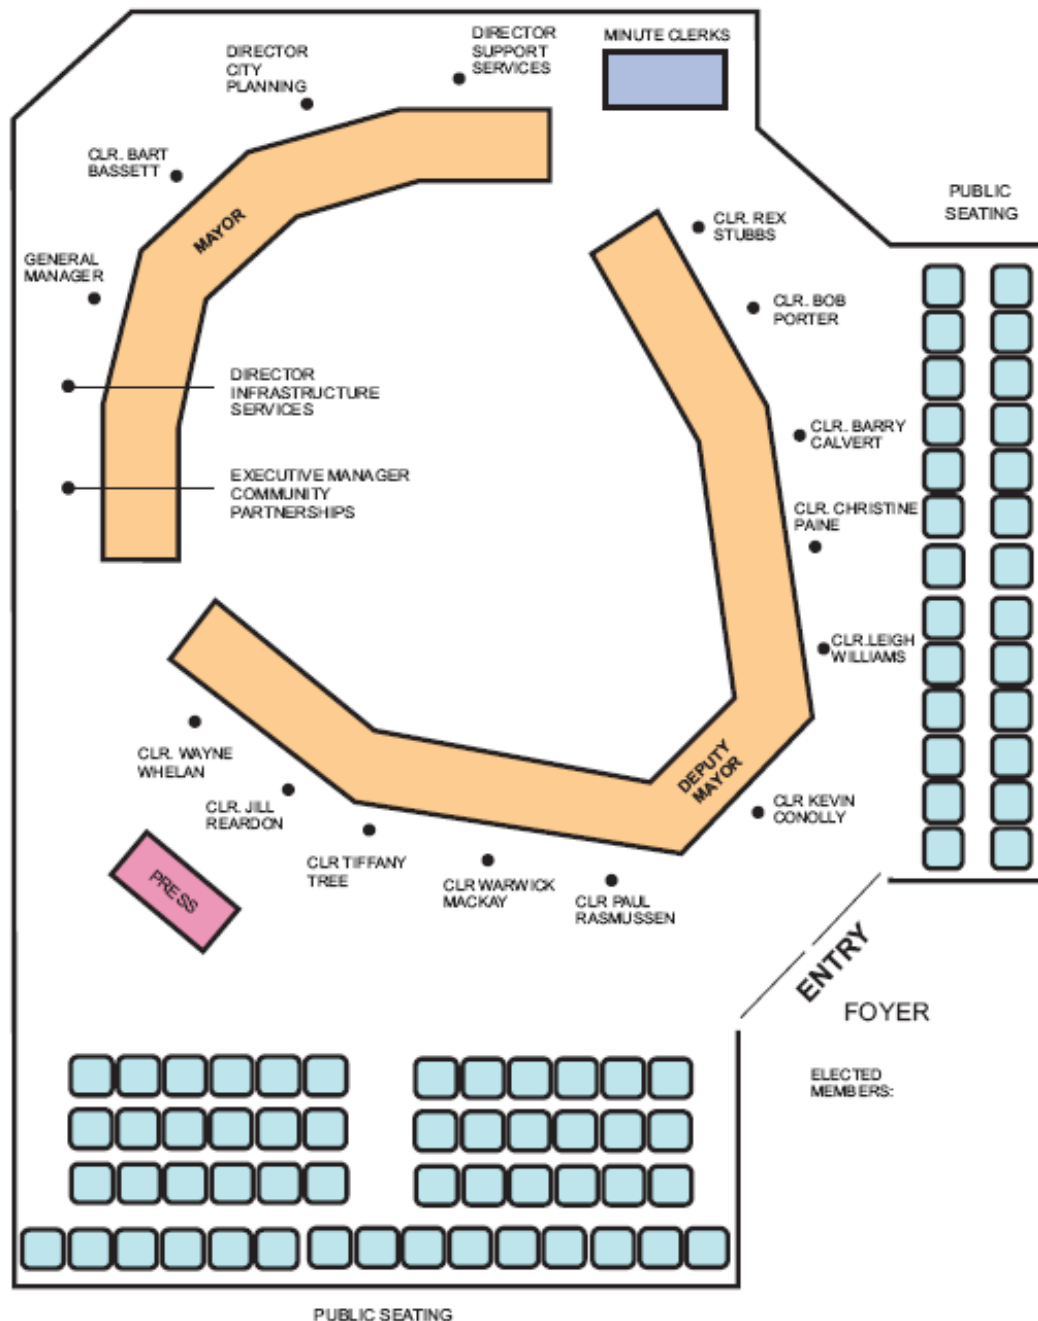 DIRECTOR
SUPPORT
SERVICES
MINUTE CLERKS
DIRECTOR
CITY
PLANNING
CLR. BART
BASSETT
MAYOR
GENERAL
MANAGER
DIRECTOR
INFRASTRUCTURE
SERVICES
EXECUTIVE MANAGER
COMMUNITY
PARTNERSHIPS
PUBLIC
SEATING
CLR. REX
STUBBS
CLR. BOB
PORTER
CLR. BARRY
CALVERT
CLR. CHRISTINE
PAINE
CLR.LEIGH
WILLIAMS
DEPUTY
MAYOR
CLR KEVIN
CONOLLY
CLR. WAYNE
WHELAN
CLR. JILL
REARDON
CLR TIFFANY
TREE
CLR WARWICK
MACKAY
CLR PAUL
RASMUSSEN
PRESS
ENTRY
FOYER
ELECTED
MEMBERS:
PUBLIC SEATING